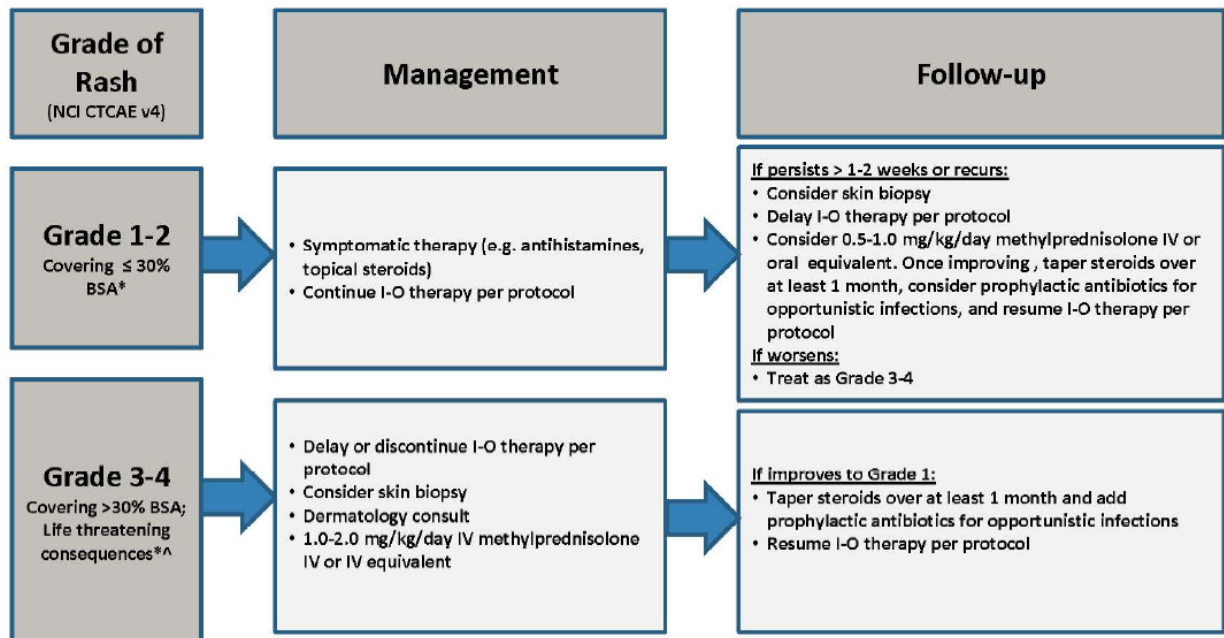 Grade of
Rash
(NCI CTCAE v4)
Management
Follow-up
Grade 1-2
Covering ≤ 30%
BSA*
• Symptomatic therapy (e.g. antihistamines,
topical steroids)
• Continue I-O therapy per protocol
If persists > 1-2 weeks or recurs:
• Consider skin biopsy
• Delay I-O therapy per protocol
• Consider 0.5-1.0 mg/kg/day methylprednisolone IV or
oral equivalent. Once improving , taper steroids over
at least 1 month, consider prophylactic antibiotics for
opportunistic infections, and resume I-O therapy per
protocol
If worsens:
• Treat as Grade 3-4
Grade 3-4
Covering >30% BSA;
Life threatening
consequences*^
• Delay or discontinue I-O therapy per
protocol
• Consider skin biopsy
• Dermatology consult
• 1.0-2.0 mg/kg/day IV methylprednisolone
IV or IV equivalent
If improves to Grade 1:
• Taper steroids over at least 1 month and add
prophylactic antibiotics for opportunistic infections
• Resume I-O therapy per protocol